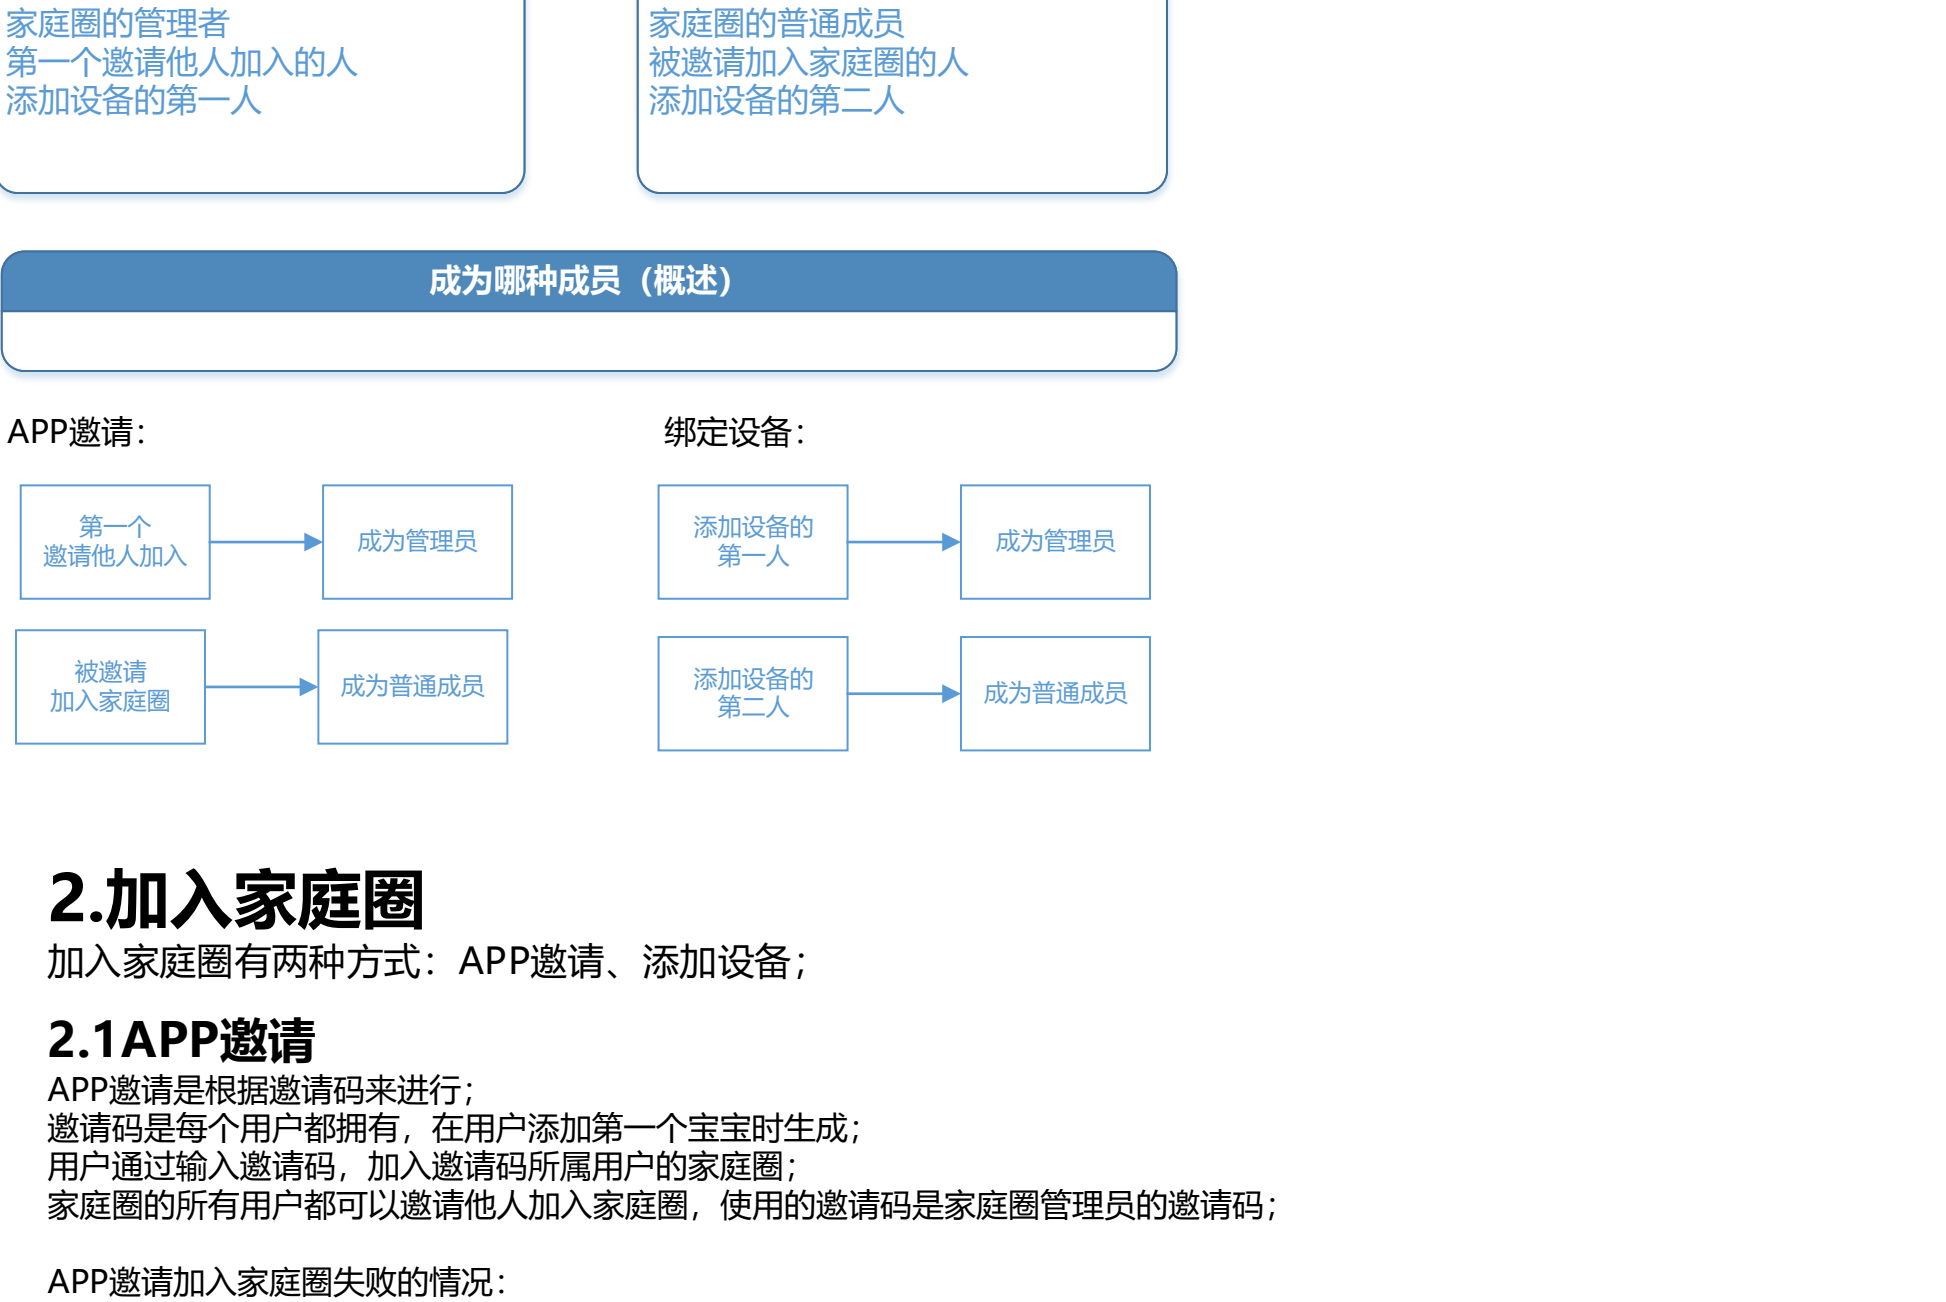 家庭圈的管理者
第一个邀请他人加入的人
添加设备的第一人
家庭圈的普通成员
被邀请加入家庭圈的人
添加设备的第二人
成为哪种成员（概述）
APP邀请：
第一个
邀请他人加入
成为管理员
被邀请
加入家庭圈
成为普通成员
绑定设备：
添加设备的
第一人
成为管理员
添加设备的
第二人
成为普通成员
2.加入家庭圈
加入家庭圈有两种方式：APP邀请、添加设备；
2.1APP邀请
APP邀请是根据邀请码来进行；
邀请码是每个用户都拥有，在用户添加第一个宝宝时生成；
用户通过输入邀请码，加入邀请码所属用户的家庭圈；
家庭圈的所有用户都可以邀请他人加入家庭圈，使用的邀请码是家庭圈管理员的邀请码；
APP邀请加入家庭圈失败的情况：